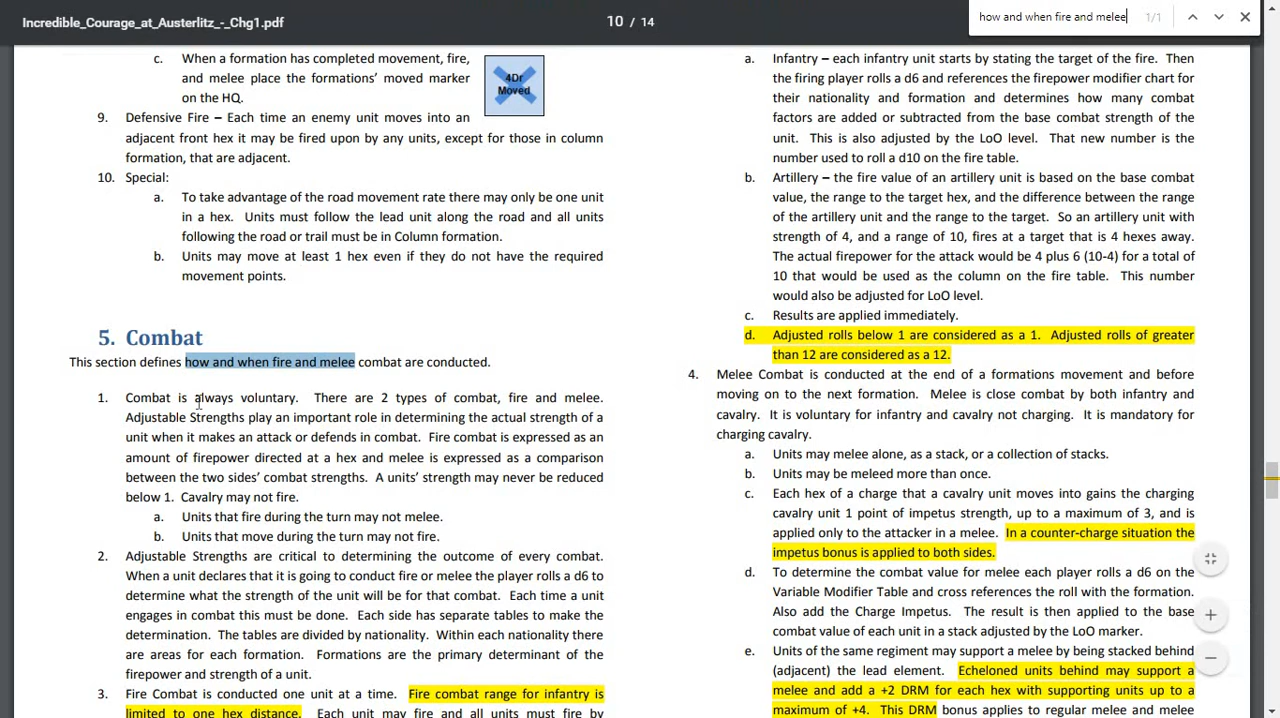 Incredible_Courage_at_Austerlitz_-_Chg1.pdf
10 / 14
how and when fire and melee 1/1
c. When a formation has completed movement, fire,
and melee place the formations’ moved marker
on the HQ.
4Dr
Moved
9. Defensive Fire – Each time an enemy unit moves into an
adjacent front hex it may be fired upon by any units, except for those in column
formation, that are adjacent.
10. Special:
a. To take advantage of the road movement rate there may only be one unit
in a hex. Units must follow the lead unit along the road and all units
following the road or trail must be in Column formation.
b. Units may move at least 1 hex even if they do not have the required
movement points.
5. Combat
This section defines how and when fire and melee combat are conducted.
1. Combat is always voluntary. There are 2 types of combat, fire and melee.
Adjustable Strengths play an important role in determining the actual strength of a
unit when it makes an attack or defends in combat. Fire combat is expressed as an
amount of firepower directed at a hex and melee is expressed as a comparison
between the two sides’ combat strengths. A units’ strength may never be reduced
below 1. Cavalry may not fire.
a. Units that fire during the turn may not melee.
b. Units that move during the turn may not fire.
2. Adjustable Strengths are critical to determining the outcome of every combat.
When a unit declares that it is going to conduct fire or melee the player rolls a d6 to
determine what the strength of the unit will be for that combat. Each time a unit
engages in combat this must be done. Each side has separate tables to make the
determination. The tables are divided by nationality. Within each nationality there
are areas for each formation. Formations are the primary determinant of the
firepower and strength of a unit.
3. Fire Combat is conducted one unit at a time. Fire combat range for infantry is
limited to one hex distance. Each unit may fire and all units must fire by
a. Infantry – each infantry unit starts by stating the target of the fire. Then
the firing player rolls a d6 and references the firepower modifier chart for
their nationality and formation and determines how many combat
factors are added or subtracted from the base combat strength of the
unit. This is also adjusted by the LoO level. That new number is the
number used to roll a d10 on the fire table.
b. Artillery – the fire value of an artillery unit is based on the base combat
value, the range to the target hex, and the difference between the range
of the artillery unit and the range to the target. So an artillery unit with
strength of 4, and a range of 10, fires at a target that is 4 hexes away.
The actual firepower for the attack would be 4 plus 6 (10-4) for a total of
10 that would be used as the column on the fire table. This number
would also be adjusted for LoO level.
c. Results are applied immediately.
d. Adjusted rolls below 1 are considered as a 1. Adjusted rolls of greater
than 12 are considered as a 12.
4. Melee Combat is conducted at the end of a formations movement and before
moving on to the next formation. Melee is close combat by both infantry and
cavalry. It is voluntary for infantry and cavalry not charging. It is mandatory for
charging cavalry.
a. Units may melee alone, as a stack, or a collection of stacks.
b. Units may be meleed more than once.
c. Each hex of a charge that a cavalry unit moves into gains the charging
cavalry unit 1 point of impetus strength, up to a maximum of 3, and is
applied only to the attacker in a melee. In a counter-charge situation the
impetus bonus is applied to both sides.
d. To determine the combat value for melee each player rolls a d6 on the
Variable Modifier Table and cross references the roll with the formation.
Also add the Charge Impetus. The result is then applied to the base
combat value of each unit in a stack adjusted by the LoO marker.
e. Units of the same regiment may support a melee by being stacked behind
(adjacent) the lead element. Echeloned units behind may support a
melee and add a +2 DRM for each hex with supporting units up to a
maximum of +4. This DRM bonus applies to regular melee and melee